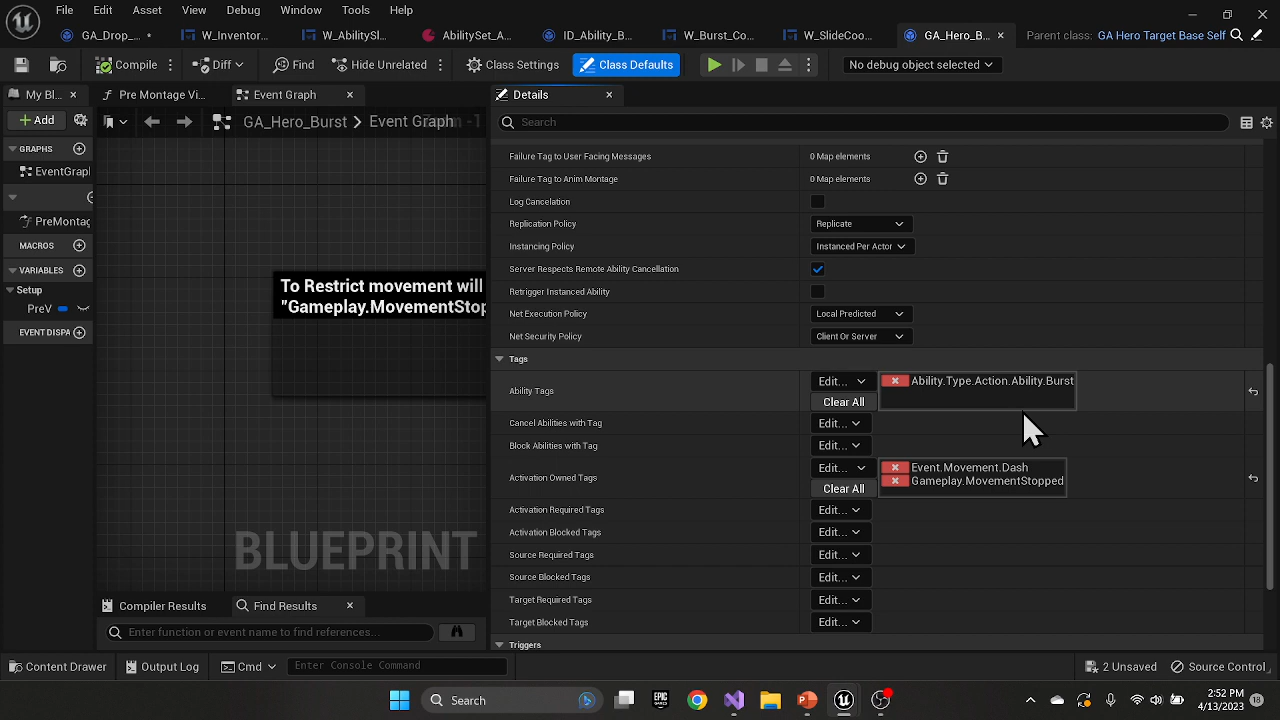 File Edit Asset View Debug Window Tools Help
GA_Drop_... * W_Inventor... W_AbilitySl... AbilitySet_A... ID_Ability_B... W_Burst_Co... W_SlideCoo... GA_Hero_B... Parent class: GA Hero Target Base Self
Compile Diff Find Hide Unrelated Class Settings Class Defaults No debug object selected
My Bl... Pre Montage Vi... Event Graph Details
Add GA_Hero_Burst > Event Graph Search
GRAPHS
EventGrapl
PreMontag
MACROS
VARIABLES
Setup
PreV
EVENT DISPA
To Restrict movement will
"Gameplay.MovementStop
BLUEPRINT
Failure Tag to User Facing Messages 0 Map elements
Failure Tag to Anim Montage 0 Map elements
Log Cancelation
Replication Policy Replicate
Instancing Policy Instanced Per Actor
Server Respects Remote Ability Cancellation
Retrigger Instanced Ability
Net Execution Policy Local Predicted
Net Security Policy Client Or Server
Tags
Ability Tags Edit... Ability.Type.Action.Ability.Burst
Clear All
Cancel Abilities with Tag Edit...
Block Abilities with Tag Edit...
Activation Owned Tags Edit... Event.Movement.Dash
Clear All Gameplay.MovementStopped
Activation Required Tags Edit...
Activation Blocked Tags Edit...
Source Required Tags Edit...
Source Blocked Tags Edit...
Target Required Tags Edit...
Target Blocked Tags Edit...
Triggers
Compiler Results Find Results
Enter function or event name to find references...
Content Drawer Output Log Cmd Enter Console Command 2 Unsaved Source Control
Search
EPIC GAMES
2:52 PM
4/13/2023
18